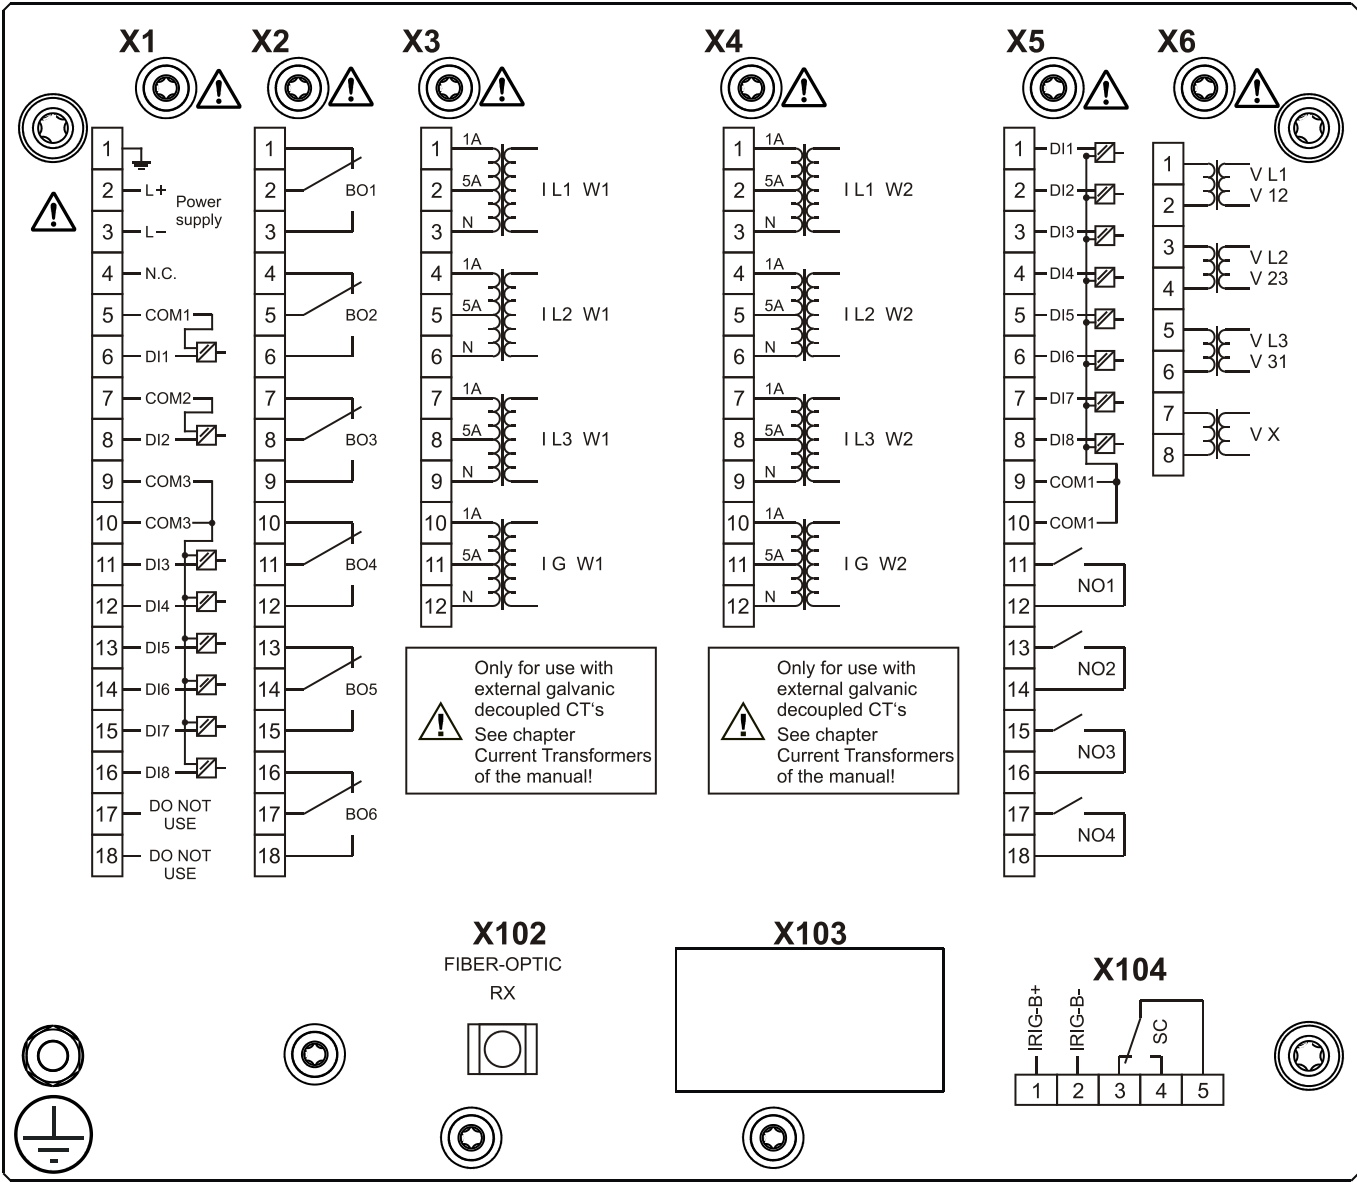 X1
1
2 L+
Power
supply
3 L−
4 N.C.
5 COM1
6 DI1
7 COM2
8 DI2
9 COM3
10 COM3
11 DI3
12 DI4
13 DI5
14 DI6
15 DI7
16 DI8
17 DO NOT
USE
18 DO NOT
USE
X2
1
2 BO1
3
4
5 BO2
6
7
8 BO3
9
10
11 BO4
12
13
14 BO5
15
16
17 BO6
18
X3
1 1A
2 5A I L1 W1
3 N
4 1A
5 5A I L2 W1
6 N
7 1A
8 5A I L3 W1
9 N
10 1A
11 5A I G W1
12 N
Only for use with
external galvanic
decoupled CT‘s
See chapter
Current Transformers
of the manual!
X4
1 1A
2 5A I L1 W2
3 N
4 1A
5 5A I L2 W2
6 N
7 1A
8 5A I L3 W2
9 N
10 1A
11 5A I G W2
12 N
Only for use with
external galvanic
decoupled CT‘s
See chapter
Current Transformers
of the manual!
X5
1 DI1
2 DI2
3 DI3
4 DI4
5 DI5
6 DI6
7 DI7
8 DI8
9 COM1
10 COM1
11
NO1
12
13
NO2
14
15
NO3
16
17
NO4
18
X6
1
V L1
V 12
2
3
V L2
V 23
4
5
V L3
V 31
6
7
V X
8
X102
FIBER-OPTIC
RX
X103
X104
IRIG-B+
IRIG-B-
SC
1 2 3 4 5